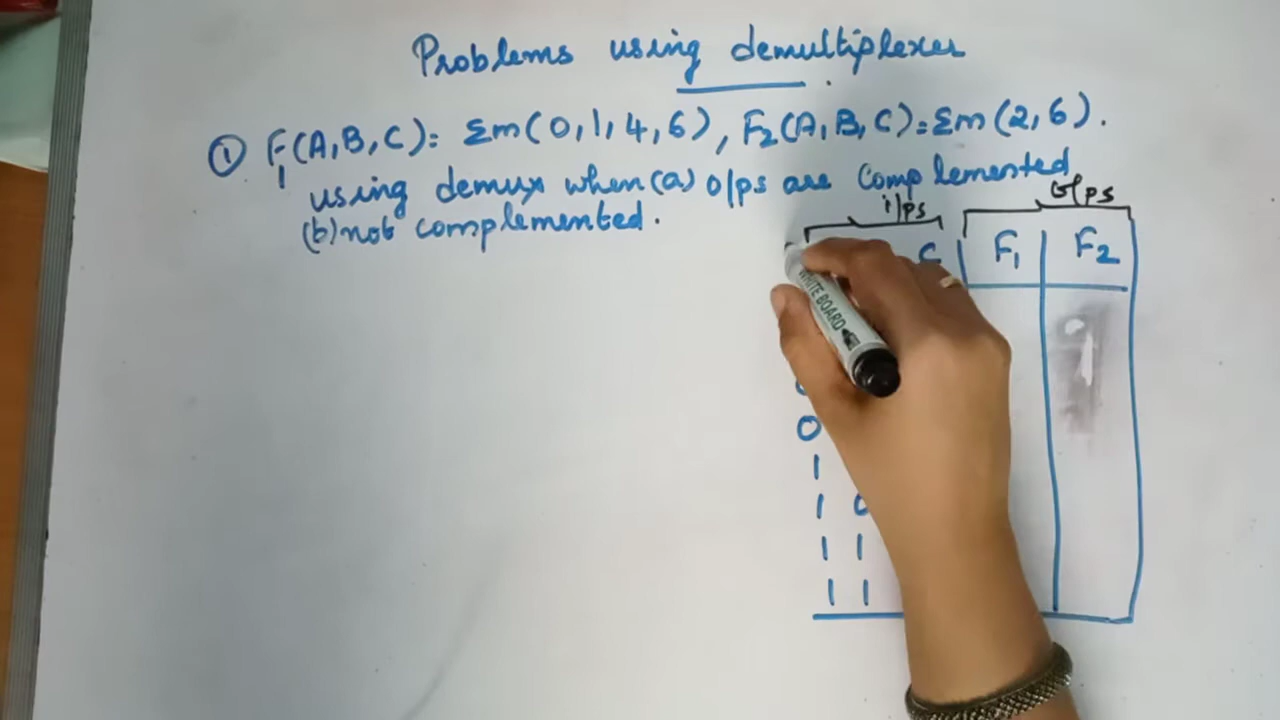 Problems using demultiplexer
① F1(A,B,C)= Σm(0,1,4,6), F2(A,B,C)=Σm(2,6).
using demux when(a) o/ps are complemented
(b)not complemented.
i/ps o/ps
C F1 F2
0
1
1 0
1 1
1 1
WHITE BOARD